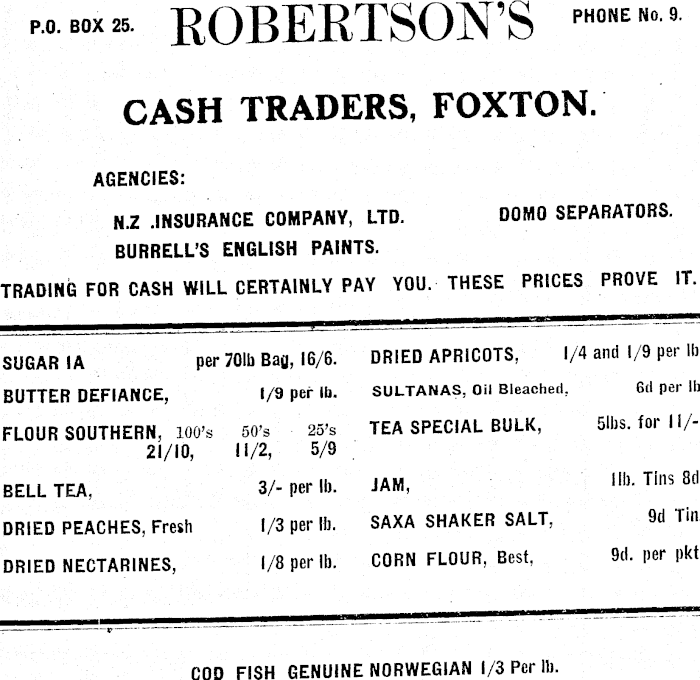 P.O. BOX 25. ROBERTSON'S PHONE No. 9.
CASH TRADERS, FOXTON.
AGENCIES:
N.Z .INSURANCE COMPANY, LTD. DOMO SEPARATORS.
BURRELL'S ENGLISH PAINTS.
TRADING FOR CASH WILL CERTAINLY PAY YOU. THESE PRICES PROVE IT.
SUGAR 1A per 70lb Bag, 16/6.
BUTTER DEFIANCE, 1/9 per lb.
FLOUR SOUTHERN, 100's 50's 25's
21/10, 11/2, 5/9
BELL TEA, 3/- per lb.
DRIED PEACHES, Fresh 1/3 per lb.
DRIED NECTARINES, 1/8 per lb.
DRIED APRICOTS, 1/4 and 1/9 per lb
SULTANAS, Oil Bleached, 6d per lb
TEA SPECIAL BULK, 5lbs. for 11/-
JAM, 1lb. Tins 8d
SAXA SHAKER SALT, 9d Tin
CORN FLOUR, Best, 9d. per pkt
COD FISH GENUINE NORWEGIAN 1/3 Per lb.